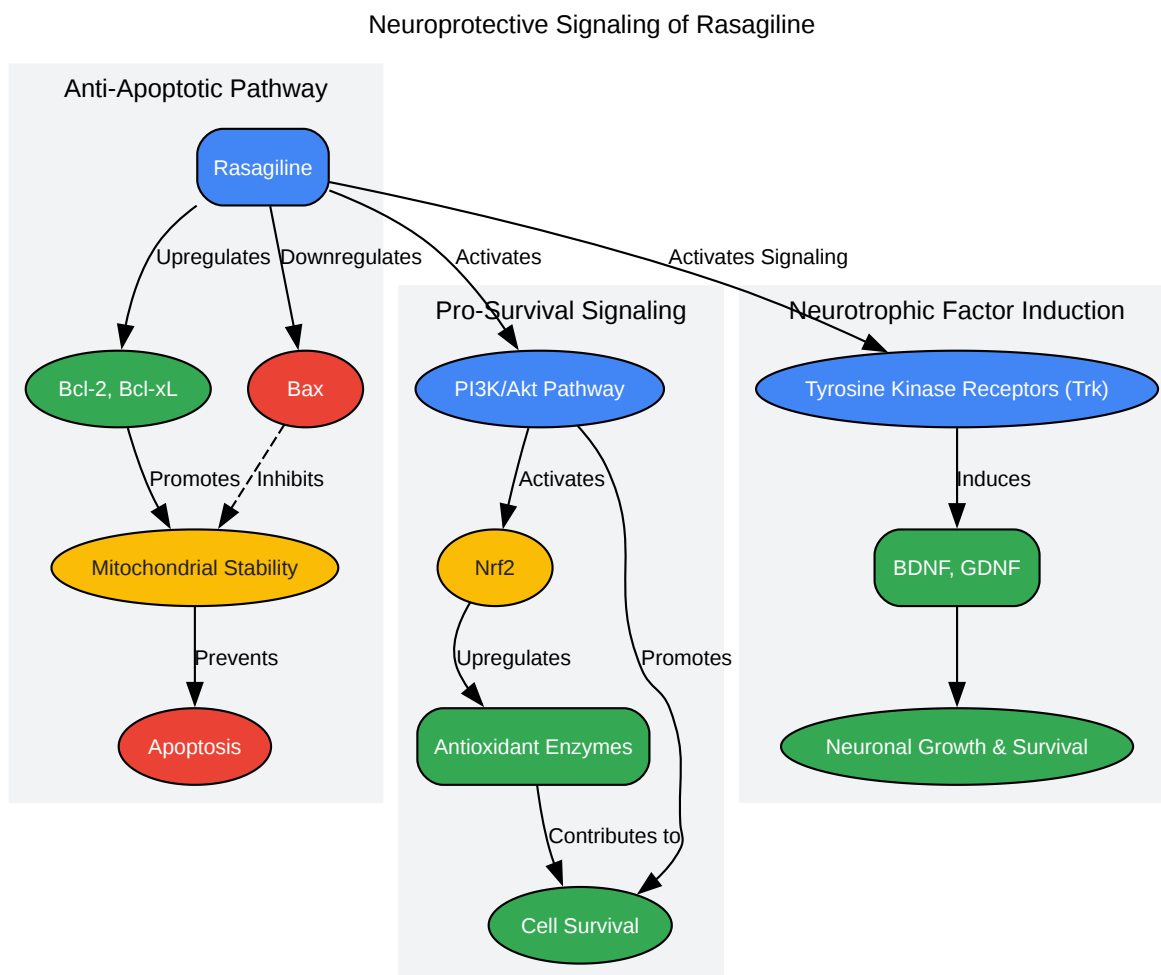 Neuroprotective Signaling of Rasagiline
Anti-Apoptotic Pathway
Rasagiline
Upregulates
Downregulates
Activates
Activates Signaling
Pro-Survival Signaling
Neurotrophic Factor Induction
Bcl-2, Bcl-xL
Bax
PI3K/Akt Pathway
Tyrosine Kinase Receptors (Trk)
Promotes
Inhibits
Activates
Induces
Mitochondrial Stability
Nrf2
BDNF, GDNF
Prevents
Upregulates
Promotes
Apoptosis
Antioxidant Enzymes
Neuronal Growth & Survival
Contributes to
Cell Survival